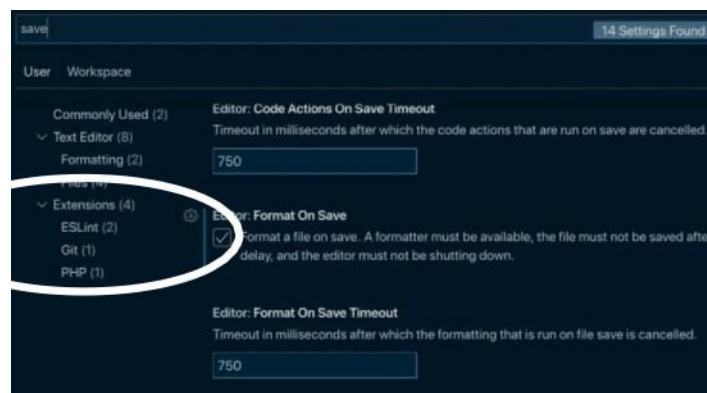 save
14 Settings Found
User Workspace
Commonly Used (2)
Text Editor (8)
Formatting (2)
Files (4)
Extensions (4)
ESLint (2)
Git (1)
PHP (1)
Editor: Code Actions On Save Timeout
Timeout in milliseconds after which the code actions that are run on save are cancelled.
750
Editor: Format On Save
Format a file on save. A formatter must be available, the file must not be saved afte
delay, and the editor must not be shutting down.
Editor: Format On Save Timeout
Timeout in milliseconds after which the formatting that is run on file save is cancelled.
750